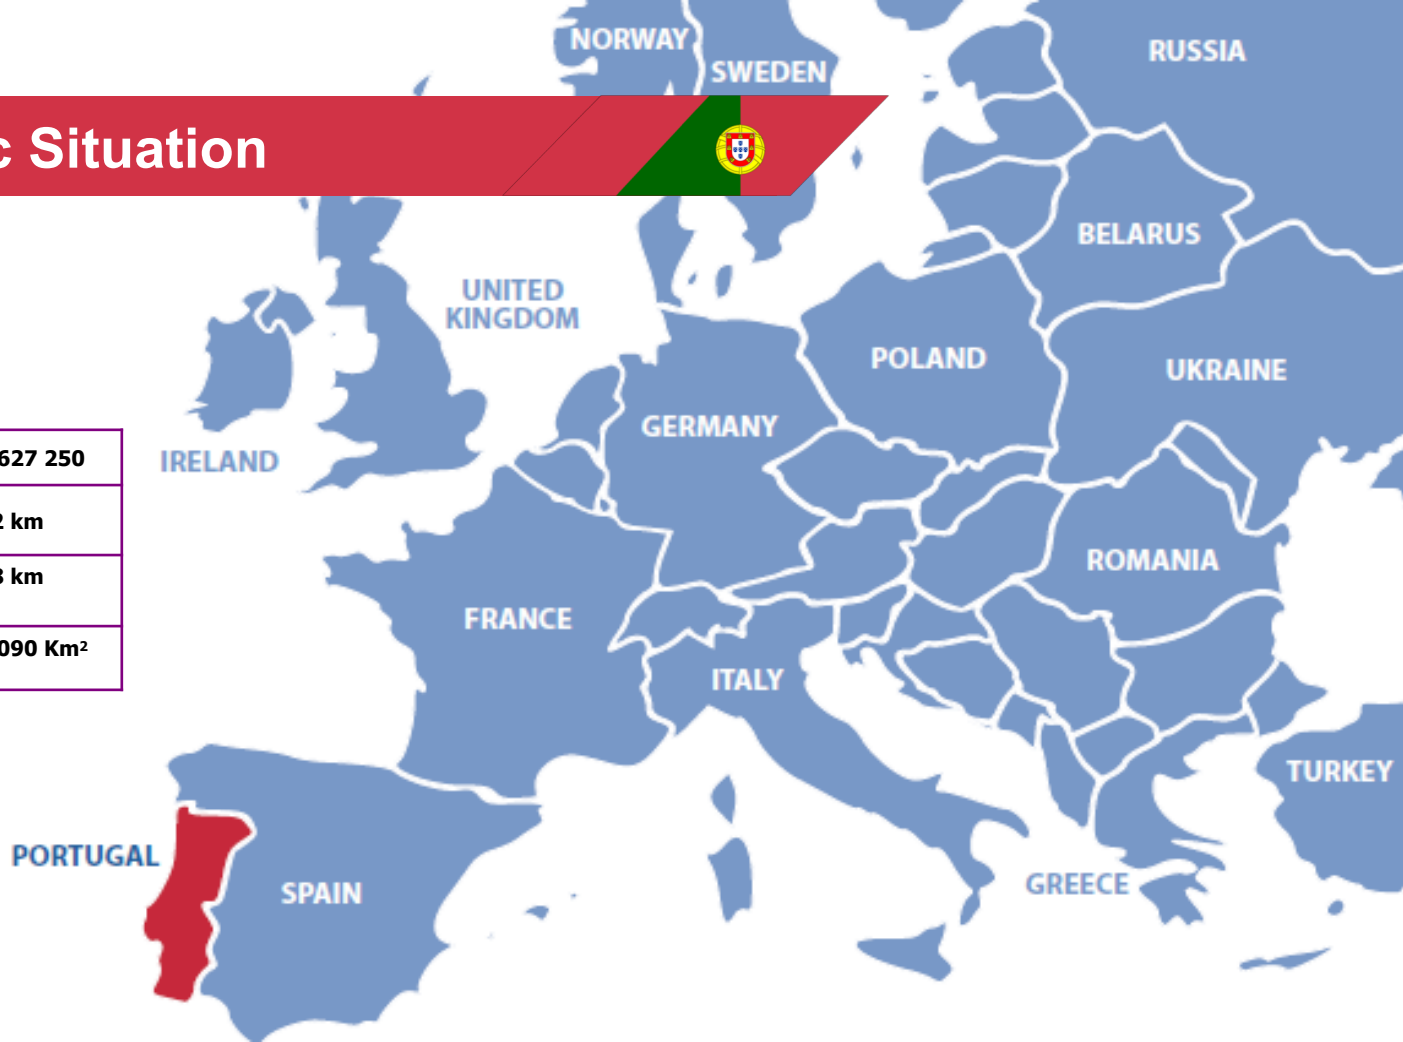 NORWAY
RUSSIA
SWEDEN
c Situation
BELARUS
UNITED
KINGDOM
POLAND
UKRAINE
GERMANY
627 250
IRELAND
2 km
ROMANIA
3 km
FRANCE
090 Km²
ITALY
TURKEY
PORTUGAL
GREECE
SPAIN